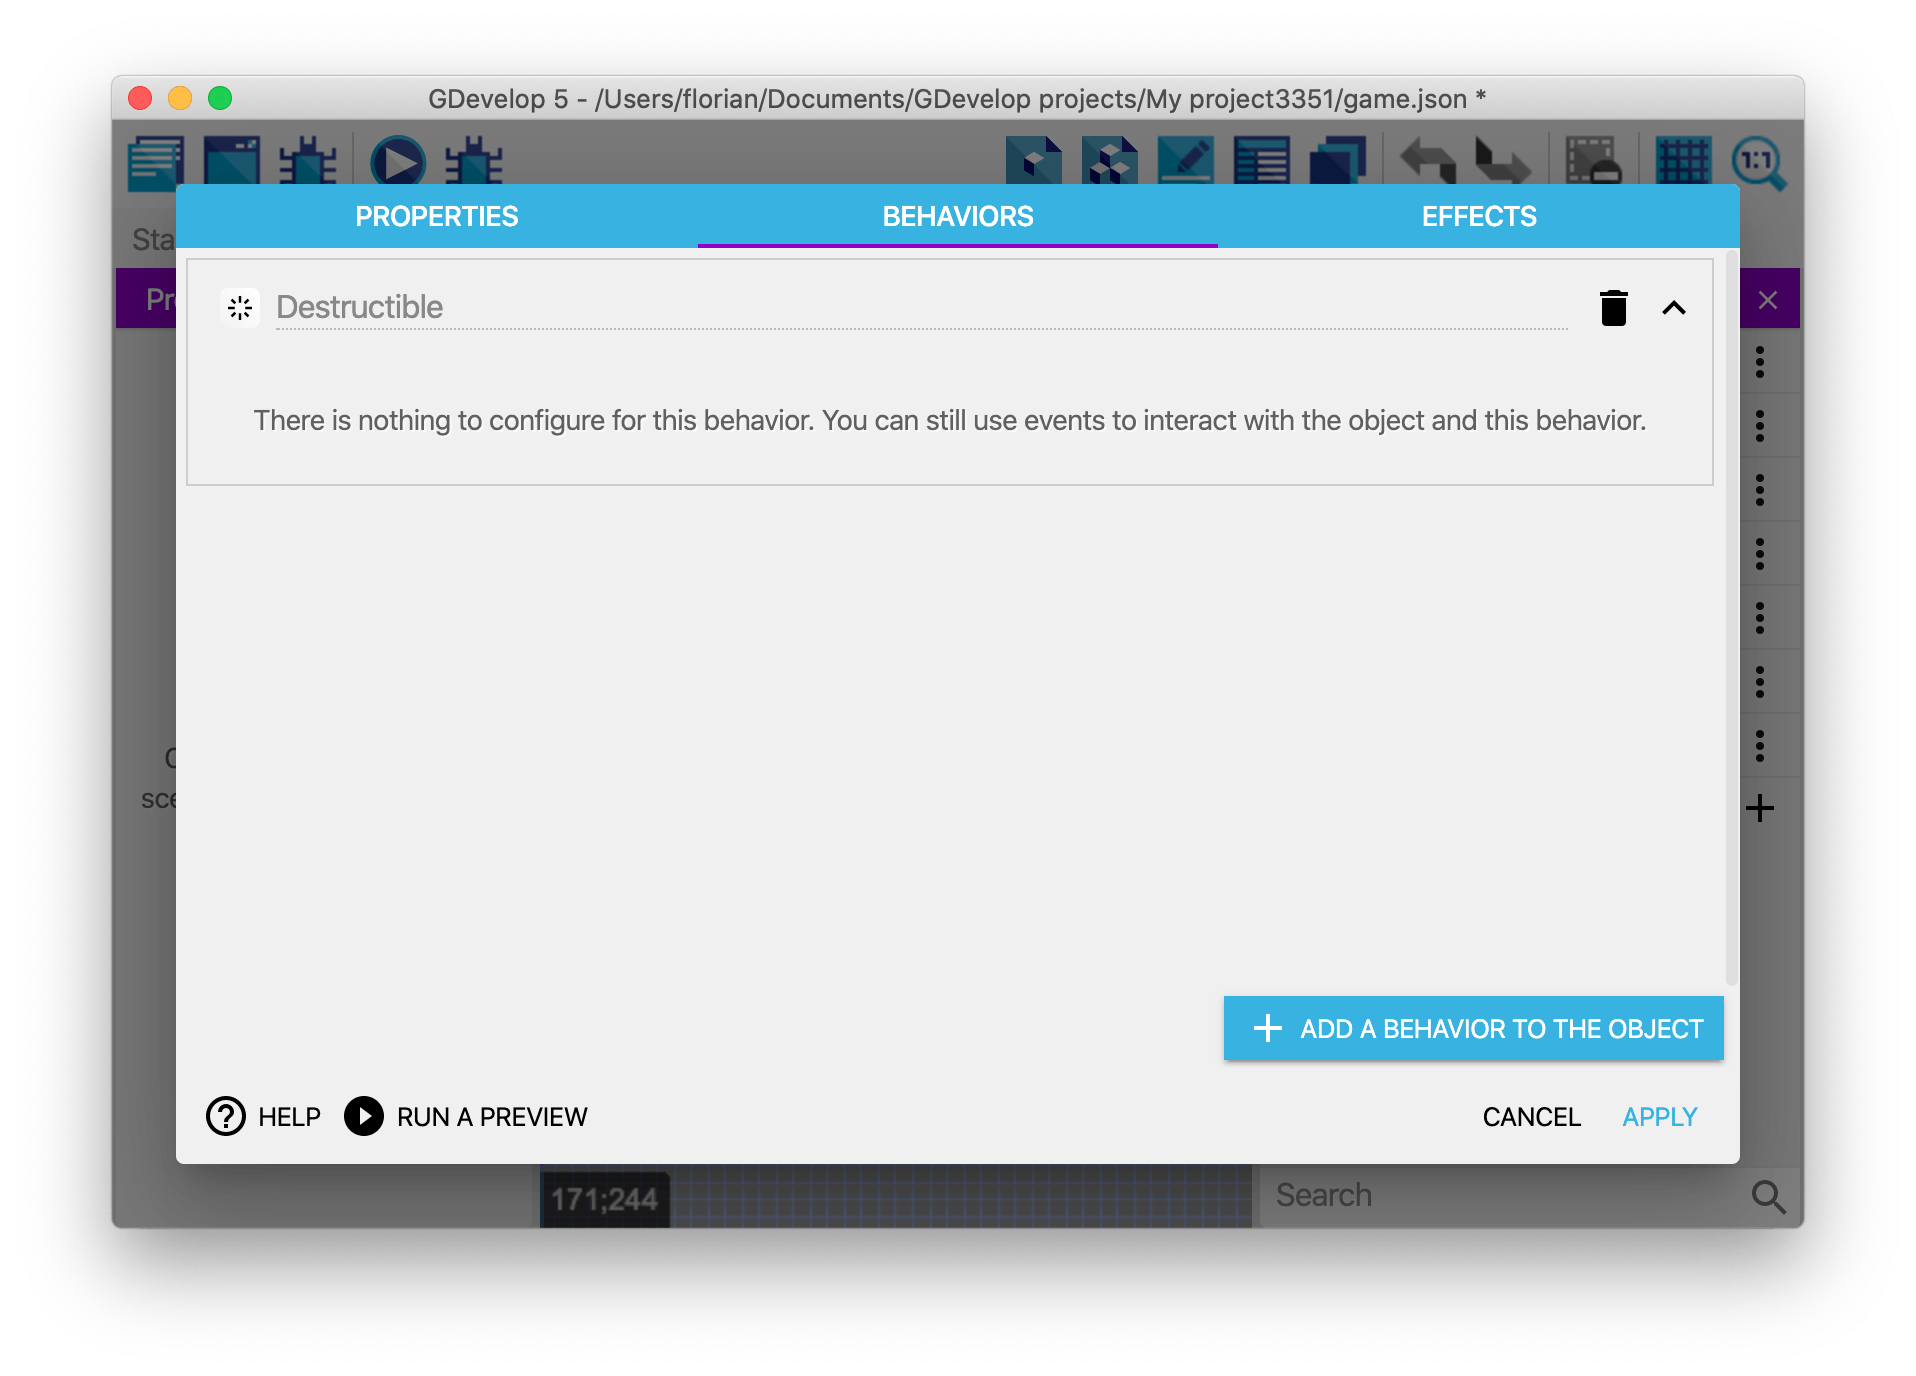 GDevelop 5 - /Users/florian/Documents/GDevelop projects/My project3351/game.json *
1:1
Sta
PROPERTIES
BEHAVIORS
EFFECTS
Pr
Destructible
There is nothing to configure for this behavior. You can still use events to interact with the object and this behavior.
sce
ADD A BEHAVIOR TO THE OBJECT
HELP
RUN A PREVIEW
CANCEL
APPLY
171;244
Search